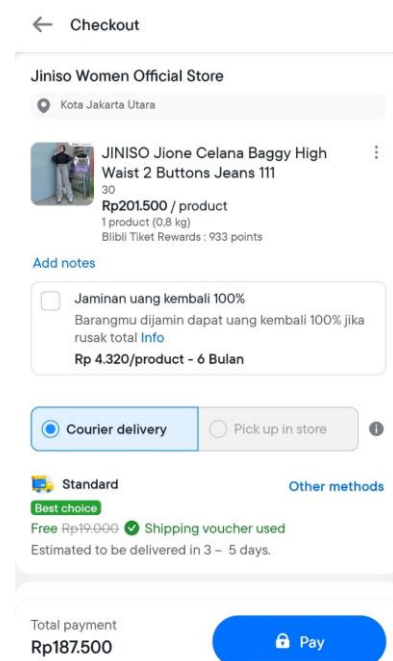 Checkout
Jiniso Women Official Store
Kota Jakarta Utara
JINISO Jione Celana Baggy High
Waist 2 Buttons Jeans 111
30
Rp201.500 / product
1 product (0,8 kg)
Blibli Tiket Rewards : 933 points
Add notes
Jaminan uang kembali 100%
Barangmu dijamin dapat uang kembali 100% jika
rusak total Info
Rp 4.320/product - 6 Bulan
Courier delivery
Pick up in store
Standard
Other methods
Best choice
Free Rp19.000 Shipping voucher used
Estimated to be delivered in 3 – 5 days.
Total payment
Rp187.500
Pay